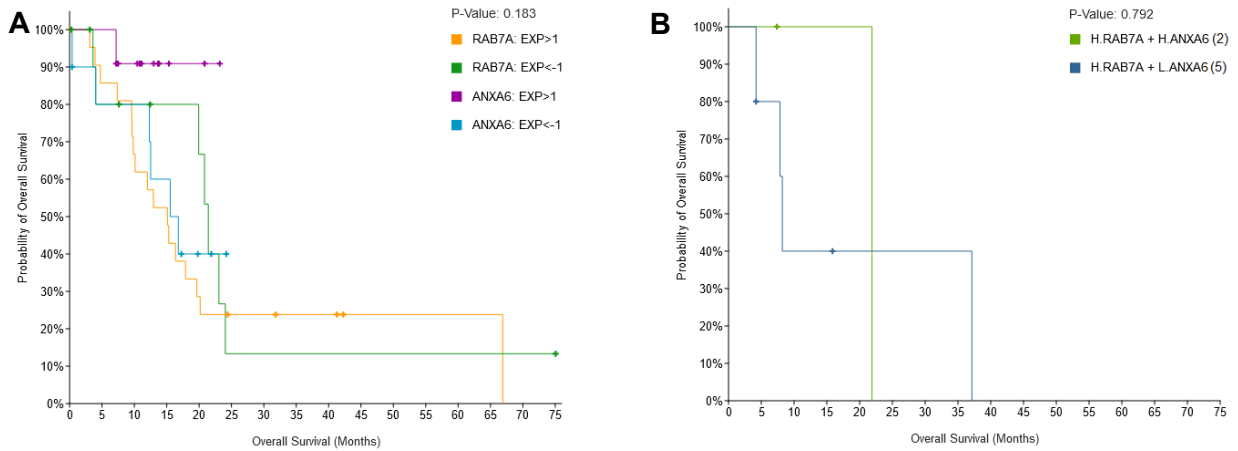 A
P-Value: 0.183
RAB7A: EXP>1
RAB7A: EXP<-1
ANXA6: EXP>1
ANXA6: EXP<-1
Probability of Overall Survival
100%
90%
80%
70%
60%
50%
40%
30%
20%
10%
0%
0 5 10 15 20 25 30 35 40 45 50 55 60 65 70 75
Overall Survival (Months)
B
P-Value: 0.792
H.RAB7A + H.ANXA6 (2)
H.RAB7A + L.ANXA6 (5)
Probability of Overall Survival
100%
90%
80%
70%
60%
50%
40%
30%
20%
10%
0%
0 5 10 15 20 25 30 35 40 45 50 55 60 65 70 75
Overall Survival (Months)